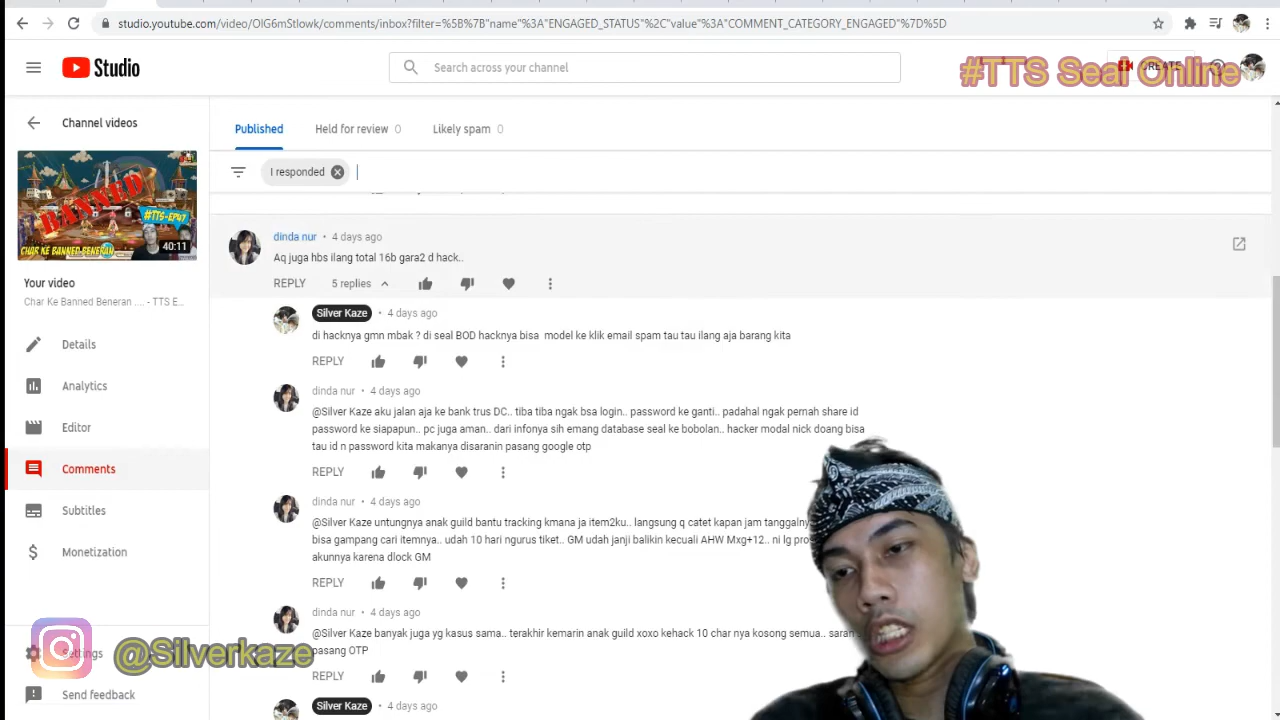 studio.youtube.com/video/OlG6mStlowk/comments/inbox?filter=%5B%7B"name"%3A"ENGAGED_STATUS"%2C"value"%3A"COMMENT_CATEGORY_ENGAGED"%7D%5D
Studio
Search across your channel
CREATE
#TTS Seal Online
Channel videos
Published
Held for review 0
Likely spam 0
I responded
BANNED
#TTS-EP47
CHAR KE BANNED BENERAN
40:11
Your video
Char Ke Banned Beneran .... - TTS E...
Details
Analytics
Editor
Comments
Subtitles
Monetization
Settings
Send feedback
@Silverkaze
dinda nur • 4 days ago
Aq juga hbs ilang total 16b gara2 d hack..
REPLY 5 replies
Silver Kaze • 4 days ago
di hacknya gmn mbak ? di seal BOD hacknya bisa model ke klik email spam tau tau ilang aja barang kita
REPLY
dinda nur • 4 days ago
@Silver Kaze aku jalan aja ke bank trus DC.. tiba tiba ngak bsa login.. password ke ganti.. padahal ngak pernah share id
password ke siapapun.. pc juga aman.. dari infonya sih emang database seal ke bobolan.. hacker modal nick doang bisa
tau id n password kita makanya disaranin pasang google otp
REPLY
dinda nur • 4 days ago
@Silver Kaze untungnya anak guild bantu tracking kmana ja item2ku.. langsung q catet kapan jam tanggalny
bisa gampang cari itemnya.. udah 10 hari ngurus tiket.. GM udah janji balikin kecuali AHW Mxg+12.. ni lg pro
akunnya karena dlock GM
REPLY
dinda nur • 4 days ago
@Silver Kaze banyak juga yg kasus sama.. terakhir kemarin anak guild xoxo kehack 10 char nya kosong semua.. saran
pasang OTP
REPLY
Silver Kaze • 4 days ago